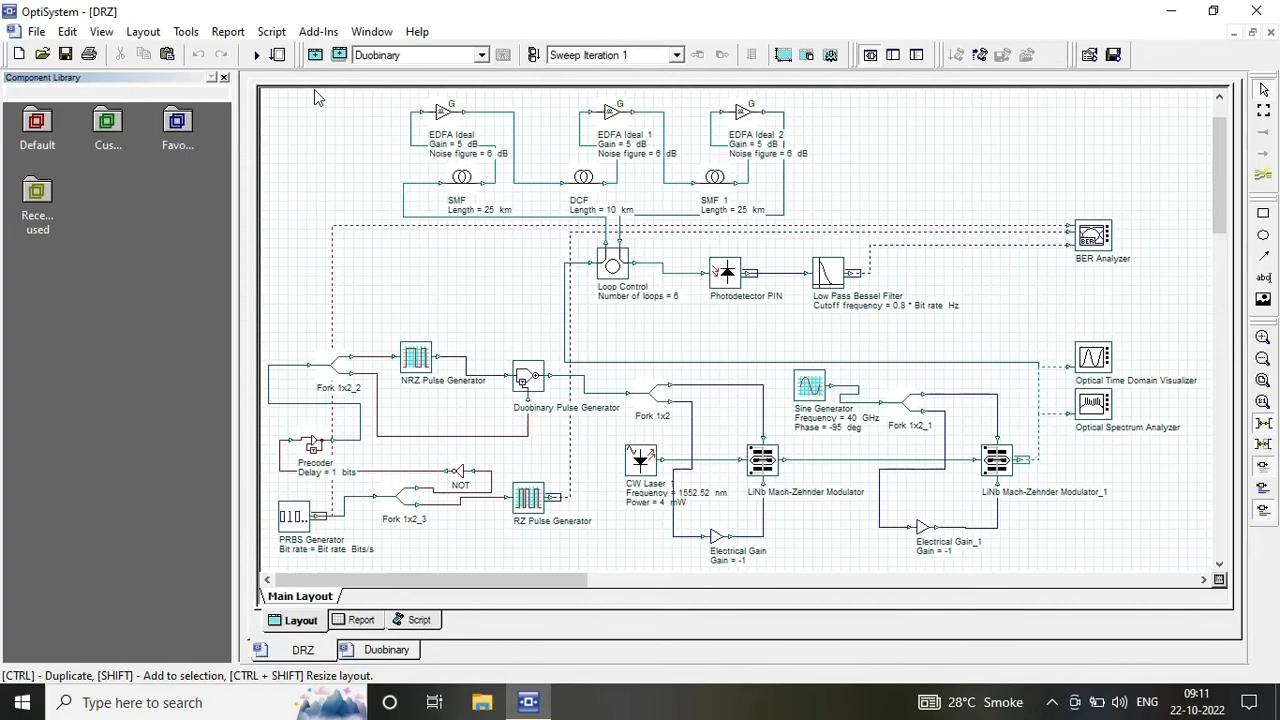 OptiSystem - [DRZ]
File Edit View Layout Tools Report Script Add-Ins Window Help
Duobinary
Sweep Iteration 1
Component Library
Default
Cus...
Favo...
Rece...
used
G
G
G
EDFA Ideal
Gain = 5 dB
Noise figure = 6 dB
EDFA Ideal_1
Gain = 5 dB
Noise figure = 6 dB
EDFA Ideal_2
Gain = 5 dB
Noise figure = 6 dB
SMF
Length = 25 km
DCF
Length = 10 km
SMF_1
Length = 25 km
BER
BER Analyzer
Loop Control
Number of loops = 6
Photodetector PIN
Low Pass Bessel Filter
Cutoff frequency = 0.8 * Bit rate Hz
Fork 1x2_2
NRZ Pulse Generator
Duobinary Pulse Generator
Fork 1x2
Sine Generator
Frequency = 40 GHz
Phase = -95 deg
Fork 1x2_1
Optical Time Domain Visualizer
Optical Spectrum Analyzer
Precoder
Delay = 1 bits
NOT
CW Laser
Frequency = 1552.52 nm
Power = 4 mW
LiNb Mach-Zehnder Modulator
LiNb Mach-Zehnder Modulator_1
PRBS Generator
Bit rate = Bit rate Bits/s
Fork 1x2_3
RZ Pulse Generator
Electrical Gain
Gain = -1
Electrical Gain_1
Gain = -1
Main Layout
Layout
Report
Script
DRZ
Duobinary
[CTRL] - Duplicate, [SHIFT] - Add to selection, [CTRL + SHIFT] Resize layout.
Type here to search
28°C Smoke
ENG
09:11
22-10-2022